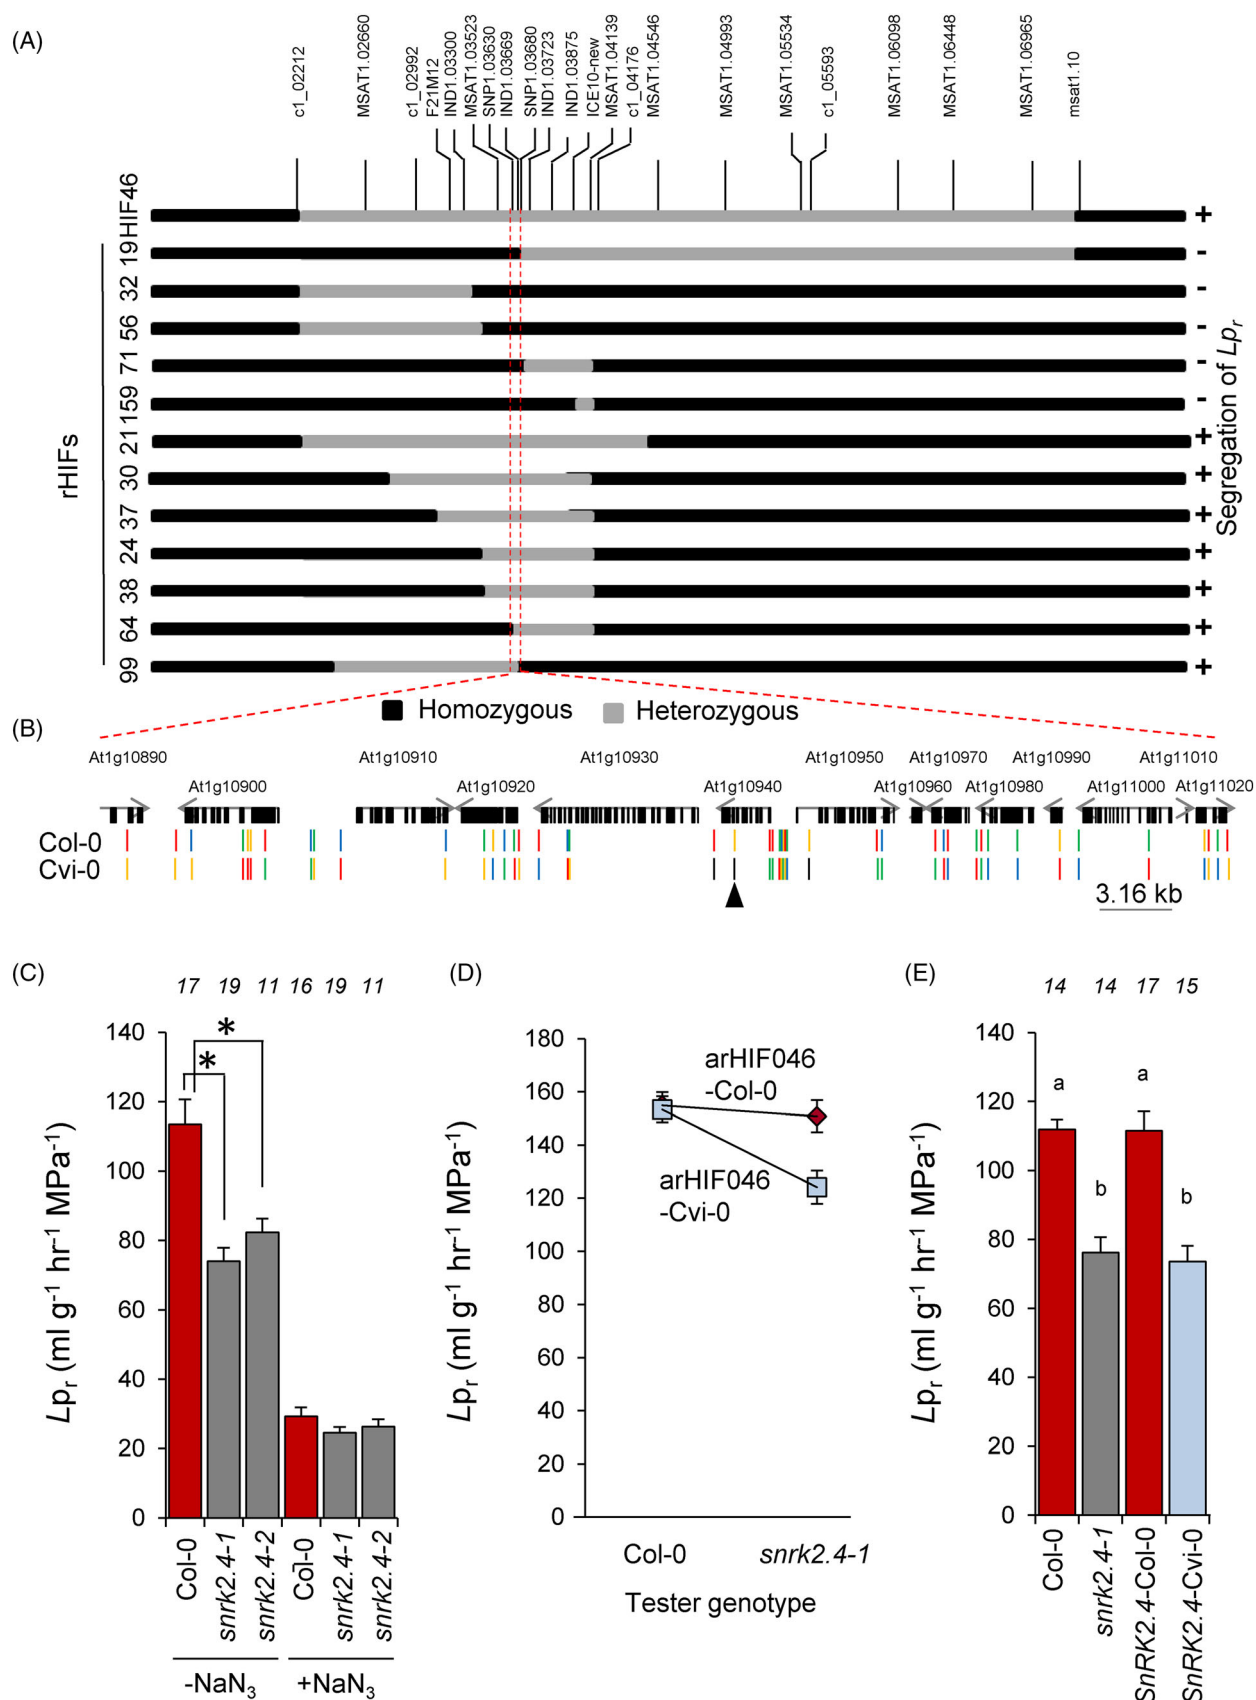 (A)
c1_02212
MSAT1.02660
c1_02992
F21M12
IND1.03300
MSAT1.03523
SNP1.03630
IND1.03669
SNP1.03680
IND1.03723
IND1.03875
ICE10-new
MSAT1.04139
c1_04176
MSAT1.04546
MSAT1.04993
MSAT1.05534
c1_05593
MSAT1.06098
MSAT1.06448
MSAT1.06965
msat1.10
HIF46 +
19 -
32 -
56 -
71 -
159 -
21 +
30 +
37 +
24 +
38 +
64 +
99 +
rHIFs
Segregation of Lpr
Homozygous Heterozygous
(B)
At1g10890 At1g10910 At1g10930 At1g10950 At1g10970 At1g10990 At1g11010
At1g10900 At1g10920 At1g10940 At1g10960 At1g10980 At1g11000 At1g11020
Col-0
Cvi-0
3.16 kb
(C)
17 19 11 16 19 11
140
120
100
80
60
40
20
0
Lpr (ml g-1 hr-1 MPa-1)
* *
Col-0
snrk2.4-1
snrk2.4-2
Col-0
snrk2.4-1
snrk2.4-2
-NaN3 +NaN3
(D)
180
160
140
120
100
80
60
40
20
0
Lpr (ml g-1 hr-1 MPa-1)
arHIF046
-Col-0
arHIF046
-Cvi-0
Col-0 snrk2.4-1
Tester genotype
(E)
14 14 17 15
140
120
100
80
60
40
20
0
Lpr (ml g-1 hr-1 MPa-1)
a b a b
Col-0
snrk2.4-1
SnRK2.4-Col-0
SnRK2.4-Cvi-0